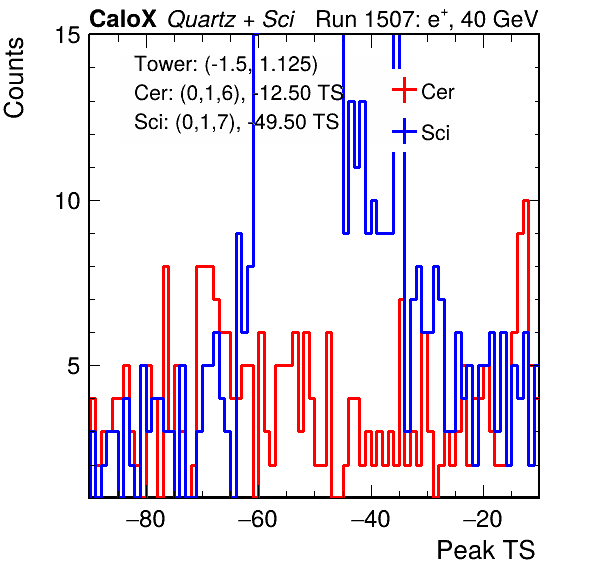 CaloX Quartz + Sci Run 1507: e+, 40 GeV
Counts
15
10
5
Tower: (-1.5, 1.125)
Cer: (0,1,6), -12.50 TS
Sci: (0,1,7), -49.50 TS
Cer
Sci
−80 −60 −40 −20
Peak TS